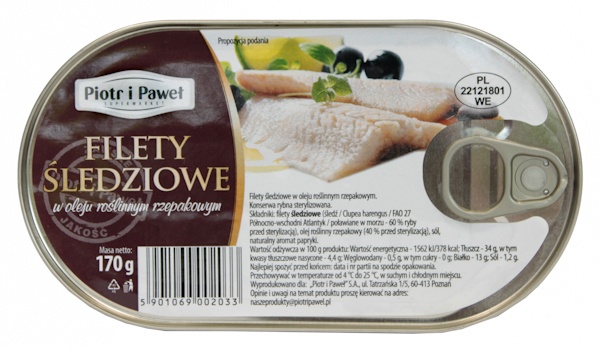 Propozycja podania
Piotr i Paweł
SUPERMARKET
PL
22121801
WE
FILETY
ŚLEDZIOWE
w oleju roślinnym rzepakowym
JAKOŚĆ
Masa netto:
170 g
5 901069 002033
Filety śledziowe w oleju roślinnym rzepakowym.
Konserwa rybna sterylizowana.
Składniki: filety śledziowe (śledź / Clupea harengus / FAO 27
Północno-wschodni Atlantyk / poławiane w morzu - 60 % ryby
przed sterylizacją), olej roślinny rzepakowy (40 % przed sterylizacją), sól,
naturalny aromat papryki.
Wartość odżywcza w 100 g produktu: Wartość energetyczna - 1562 kJ/378 kcal; Tłuszcz - 34 g, w tym
kwasy tłuszczowe nasycone - 4,4 g; Węglowodany - 0,5 g, w tym cukry - 0 g; Białko - 13 g; Sól - 1,2 g.
Najlepiej spożyć przed końcem: data i nr partii na spodzie opakowania.
Przechowywać w temperaturze od 4 °C do 25 °C, w suchym i chłodnym miejscu.
Wyprodukowano dla: „Piotr i Paweł” S.A., ul. Tatrzańska 1/5, 60-413 Poznań
Opinie i uwagi na temat produktu proszę kierować na adres:
naszeprodukty@piotripawel.pl